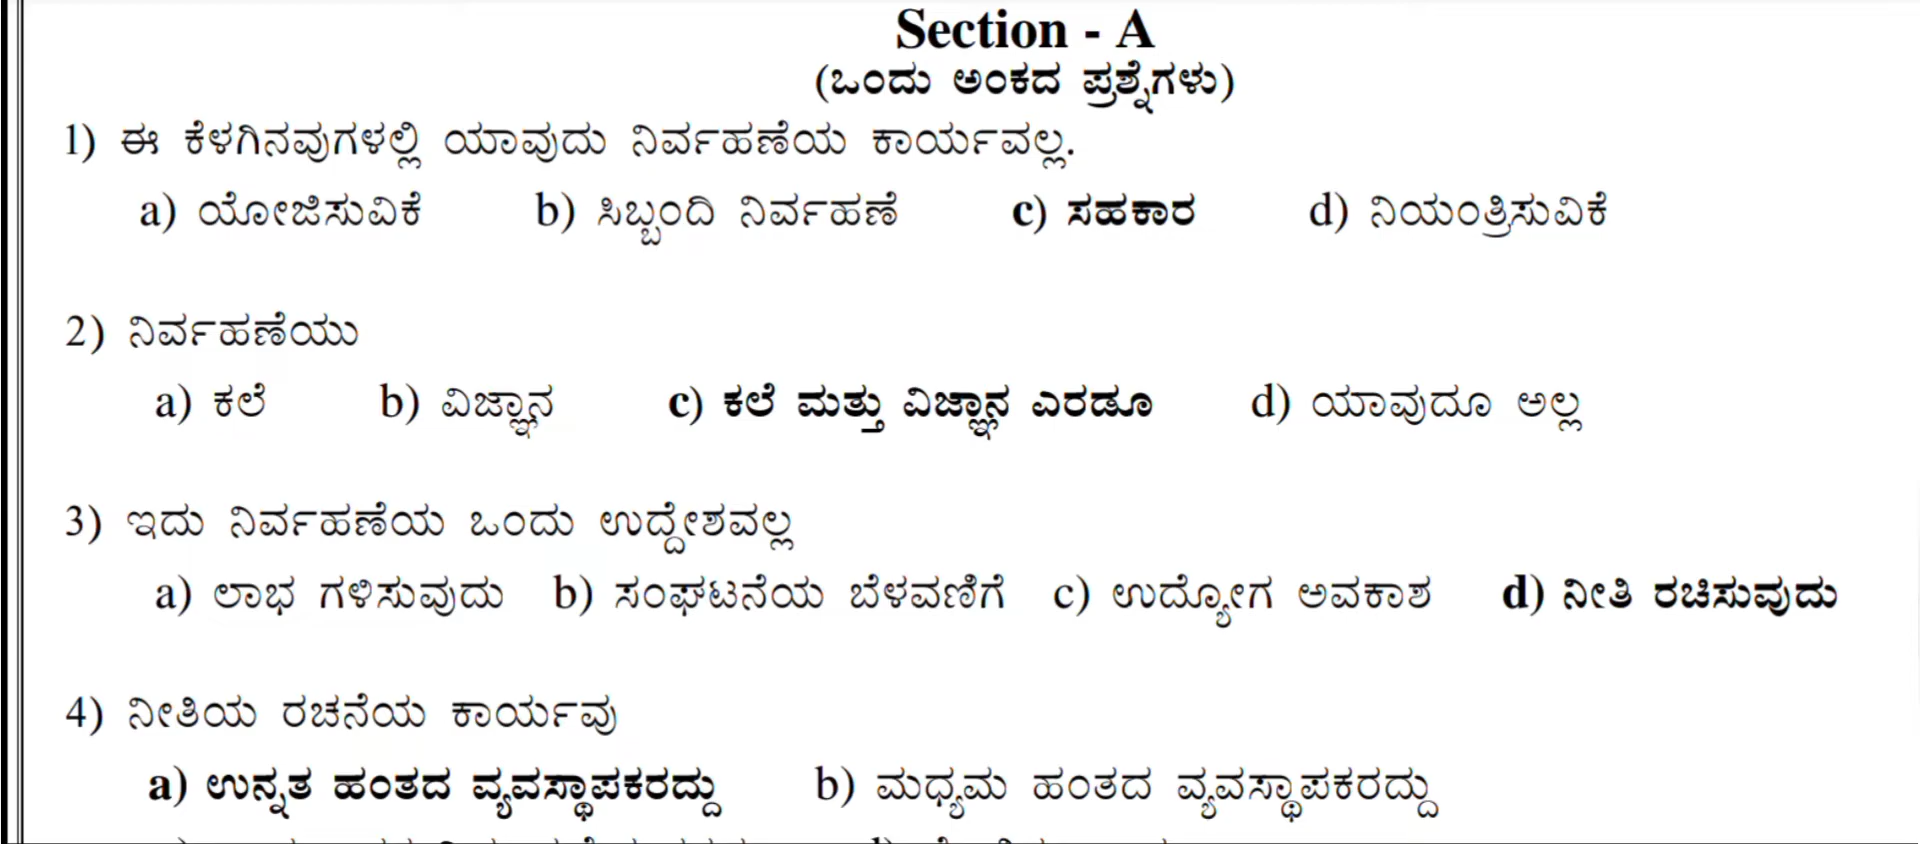 Section - A
(ಒಂದು ಅಂಕದ ಪ್ರಶ್ನೆಗಳು)
1) ಈ ಕೆಳಗಿನವುಗಳಲ್ಲಿ ಯಾವುದು ನಿರ್ವಹಣೆಯ ಕಾರ್ಯವಲ್ಲ.
a) ಯೋಜಿಸುವಿಕೆ b) ಸಿಬ್ಬಂದಿ ನಿರ್ವಹಣೆ c) ಸಹಕಾರ d) ನಿಯಂತ್ರಿಸುವಿಕೆ
2) ನಿರ್ವಹಣೆಯು
a) ಕಲೆ b) ವಿಜ್ಞಾನ c) ಕಲೆ ಮತ್ತು ವಿಜ್ಞಾನ ಎರಡೂ d) ಯಾವುದೂ ಅಲ್ಲ
3) ಇದು ನಿರ್ವಹಣೆಯ ಒಂದು ಉದ್ದೇಶವಲ್ಲ
a) ಲಾಭ ಗಳಿಸುವುದು b) ಸಂಘಟನೆಯ ಬೆಳವಣಿಗೆ c) ಉದ್ಯೋಗ ಅವಕಾಶ d) ನೀತಿ ರಚಿಸುವುದು
4) ನೀತಿಯ ರಚನೆಯ ಕಾರ್ಯವು
a) ಉನ್ನತ ಹಂತದ ವ್ಯವಸ್ಥಾಪಕರದ್ದು b) ಮಧ್ಯಮ ಹಂತದ ವ್ಯವಸ್ಥಾಪಕರದ್ದು